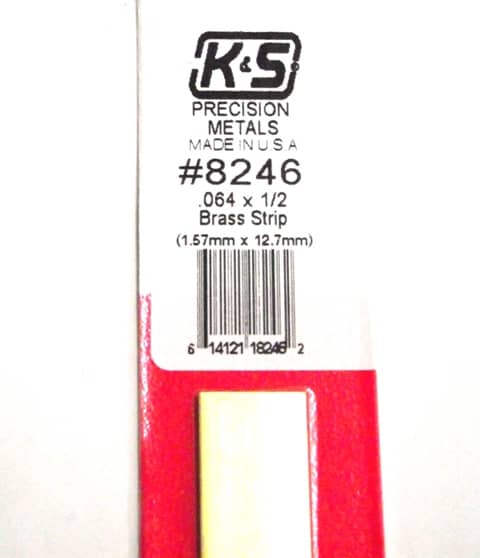 K&S®
PRECISION
METALS
MADE IN U.S.A
#8246
.064 x 1/2
Brass Strip
(1.57mm x 12.7mm)
6 14121 18246 2